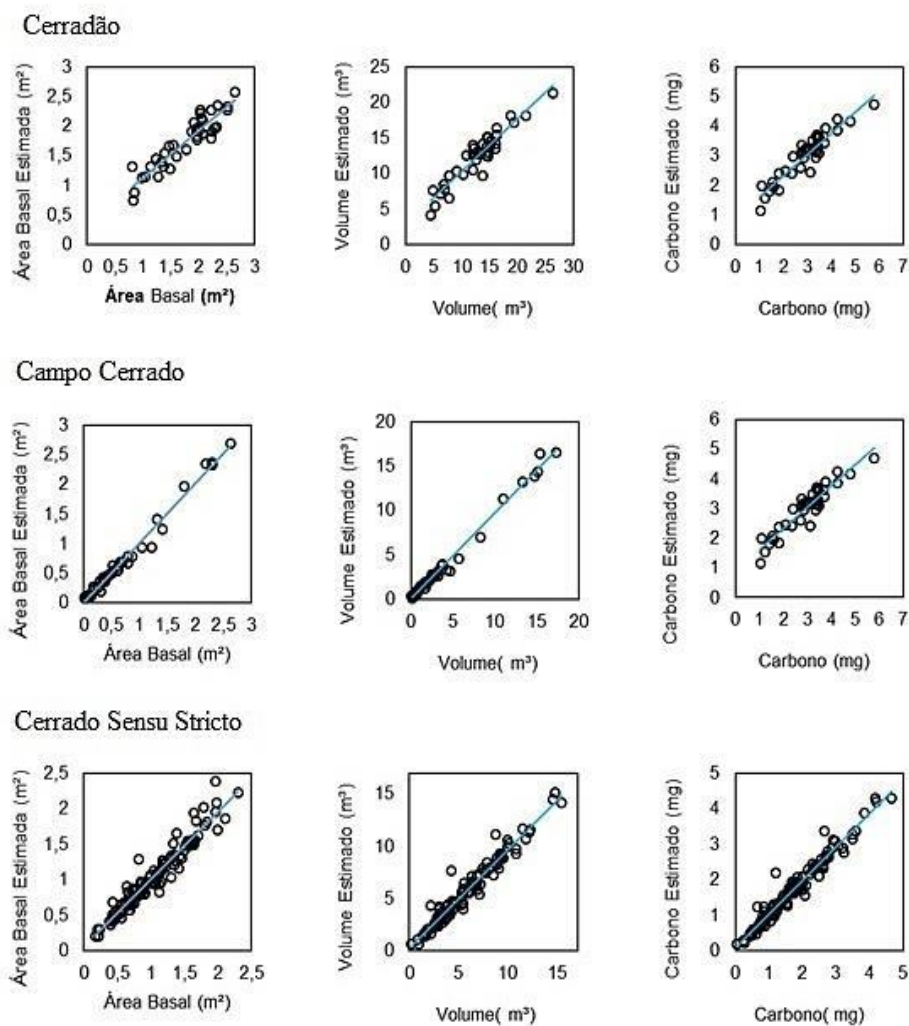 Cerradão
Área Basal Estimada (m²)
3
2,5
2
1,5
1
0,5
0
0 0,5 1 1,5 2 2,5 3
Área Basal (m²)
Volume Estimado (m³)
25
20
15
10
5
0
0 5 10 15 20 25 30
Volume( m³)
Carbono Estimado (mg)
6
5
4
3
2
1
0
0 1 2 3 4 5 6 7
Carbono (mg)
Campo Cerrado
Área Basal Estimada (m²)
3
2,5
2
1,5
1
0,5
0
0 0,5 1 1,5 2 2,5 3
Área Basal (m²)
Volume Estimado (m³)
20
15
10
5
0
0 5 10 15 20
Volume( m³)
Carbono Estimado (mg)
6
5
4
3
2
1
0
0 1 2 3 4 5 6 7
Carbono (mg)
Cerrado Sensu Stricto
Área Basal Estimada (m²)
2,5
2
1,5
1
0,5
0
0 0,5 1 1,5 2 2,5
Área Basal (m²)
Volume Estimado (m³)
15
10
5
0
0 5 10 15
Volume( m³)
Carbono Estimado (mg)
5
4
3
2
1
0
0 1 2 3 4 5
Carbono( mg)